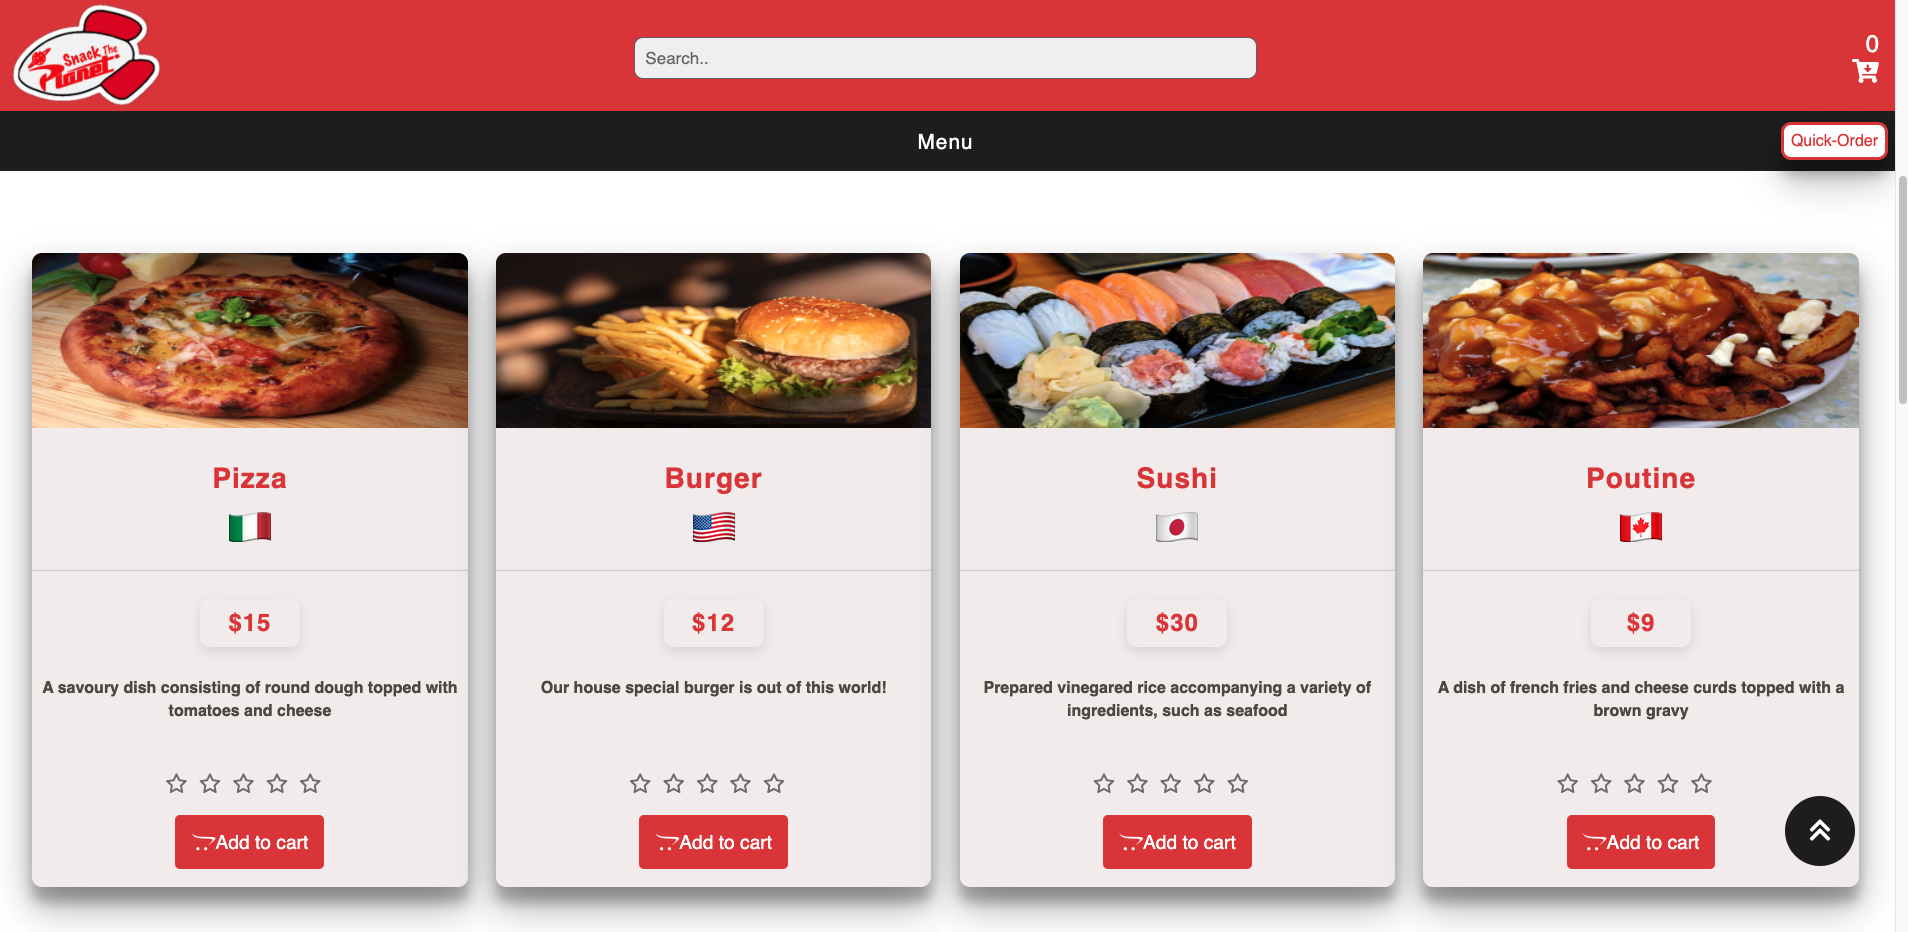 Snack The
Planet
Search..
0
Menu
Quick-Order
Pizza
Burger
Sushi
Poutine
$15
$12
$30
$9
A savoury dish consisting of round dough topped with
tomatoes and cheese
Our house special burger is out of this world!
Prepared vinegared rice accompanying a variety of
ingredients, such as seafood
A dish of french fries and cheese curds topped with a
brown gravy
Add to cart
Add to cart
Add to cart
Add to cart